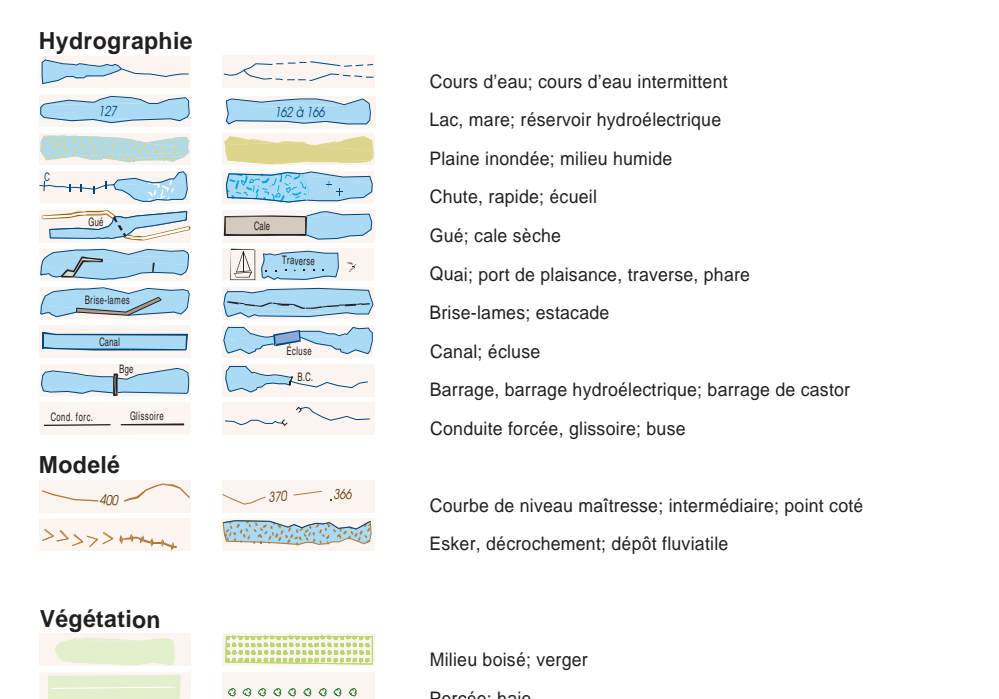 Hydrographie
Cours d'eau; cours d'eau intermittent
127 162 à 166 Lac, mare; réservoir hydroélectrique
Plaine inondée; milieu humide
C Chute, rapide; écueil
Gué Cale Gué; cale sèche
Traverse Quai; port de plaisance, traverse, phare
Brise-lames Brise-lames; estacade
Canal Écluse Canal; écluse
Bge B.C. Barrage, barrage hydroélectrique; barrage de castor
Cond. forc. Glissoire Conduite forcée, glissoire; buse
Modelé
400 370 .366 Courbe de niveau maîtresse; intermédiaire; point coté
Esker, décrochement; dépôt fluviatile
Végétation
Milieu boisé; verger
Percée; haie